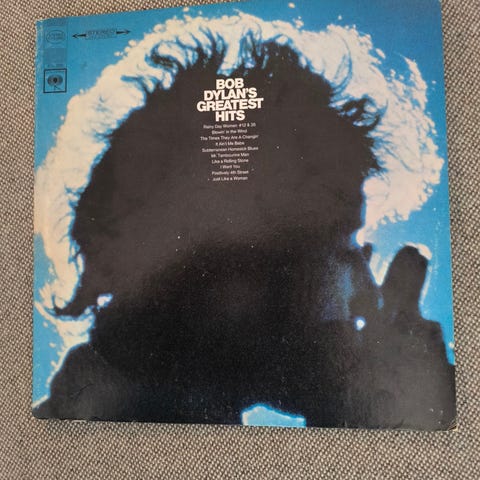 STEREO
BOB
DYLAN'S
GREATEST
HITS
Rainy Day Women #12 & 35
Blowin' in the Wind
The Times They Are A-Changin'
It Ain't Me Babe
Subterranean Homesick Blues
Mr. Tambourine Man
Like a Rolling Stone
I Want You
Positively 4th Street
Just Like a Woman